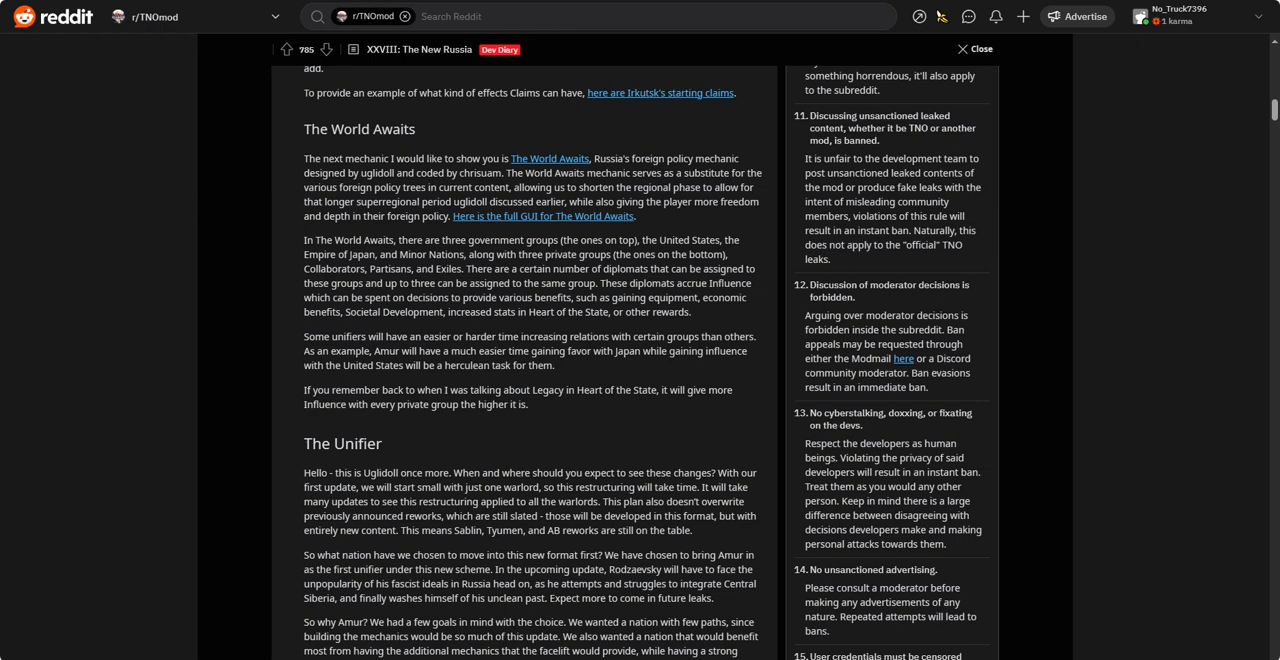 reddit
r/TNOmod
r/TNOmod
Search Reddit
Advertise
No_Truck7396
1 karma
785
XXVIII: The New Russia
Dev Diary
Close
add.
To provide an example of what kind of effects Claims can have, here are Irkutsk's starting claims.
The World Awaits
The next mechanic I would like to show you is The World Awaits, Russia's foreign policy mechanic
designed by uglidoll and coded by chrisuam. The World Awaits mechanic serves as a substitute for the
various foreign policy trees in current content, allowing us to shorten the regional phase to allow for
that longer superregional period uglidoll discussed earlier, while also giving the player more freedom
and depth in their foreign policy. Here is the full GUI for The World Awaits.
In The World Awaits, there are three government groups (the ones on top), the United States, the
Empire of Japan, and Minor Nations, along with three private groups (the ones on the bottom),
Collaborators, Partisans, and Exiles. There are a certain number of diplomats that can be assigned to
these groups and up to three can be assigned to the same group. These diplomats accrue Influence
which can be spent on decisions to provide various benefits, such as gaining equipment, economic
benefits, Societal Development, increased stats in Heart of the State, or other rewards.
Some unifiers will have an easier or harder time increasing relations with certain groups than others.
As an example, Amur will have a much easier time gaining favor with Japan while gaining influence
with the United States will be a herculean task for them.
If you remember back to when I was talking about Legacy in Heart of the State, it will give more
Influence with every private group the higher it is.
The Unifier
Hello - this is Uglidoll once more. When and where should you expect to see these changes? With our
first update, we will start small with just one warlord, so this restructuring will take time. It will take
many updates to see this restructuring applied to all the warlords. This plan also doesn't overwrite
previously announced reworks, which are still slated - those will be developed in this format, but with
entirely new content. This means Sablin, Tyumen, and AB reworks are still on the table.
So what nation have we chosen to move into this new format first? We have chosen to bring Amur in
as the first unifier under this new scheme. In the upcoming update, Rodzaevsky will have to face the
unpopularity of his fascist ideals in Russia head on, as he attempts and struggles to integrate Central
Siberia, and finally washes himself of his unclean past. Expect more to come in future leaks.
So why Amur? We had a few goals in mind with the choice. We wanted a nation with few paths, since
building the mechanics would be so much of this update. We also wanted a nation that would benefit
most from having the additional mechanics that the facelift would provide, while having a strong
something horrendous, it'll also apply
to the subreddit.
11. Discussing unsanctioned leaked
content, whether it be TNO or another
mod, is banned.
It is unfair to the development team to
post unsanctioned leaked contents of
the mod or produce fake leaks with the
intent of misleading community
members, violations of this rule will
result in an instant ban. Naturally, this
does not apply to the "official" TNO
leaks.
12. Discussion of moderator decisions is
forbidden.
Arguing over moderator decisions is
forbidden inside the subreddit. Ban
appeals may be requested through
either the Modmail here or a Discord
community moderator. Ban evasions
result in an immediate ban.
13. No cyberstalking, doxxing, or fixating
on the devs.
Respect the developers as human
beings. Violating the privacy of said
developers will result in an instant ban.
Treat them as you would any other
person. Keep in mind there is a large
difference between disagreeing with
decisions developers make and making
personal attacks towards them.
14. No unsanctioned advertising.
Please consult a moderator before
making any advertisements of any
nature. Repeated attempts will lead to
bans.
15. User credentials must be censored